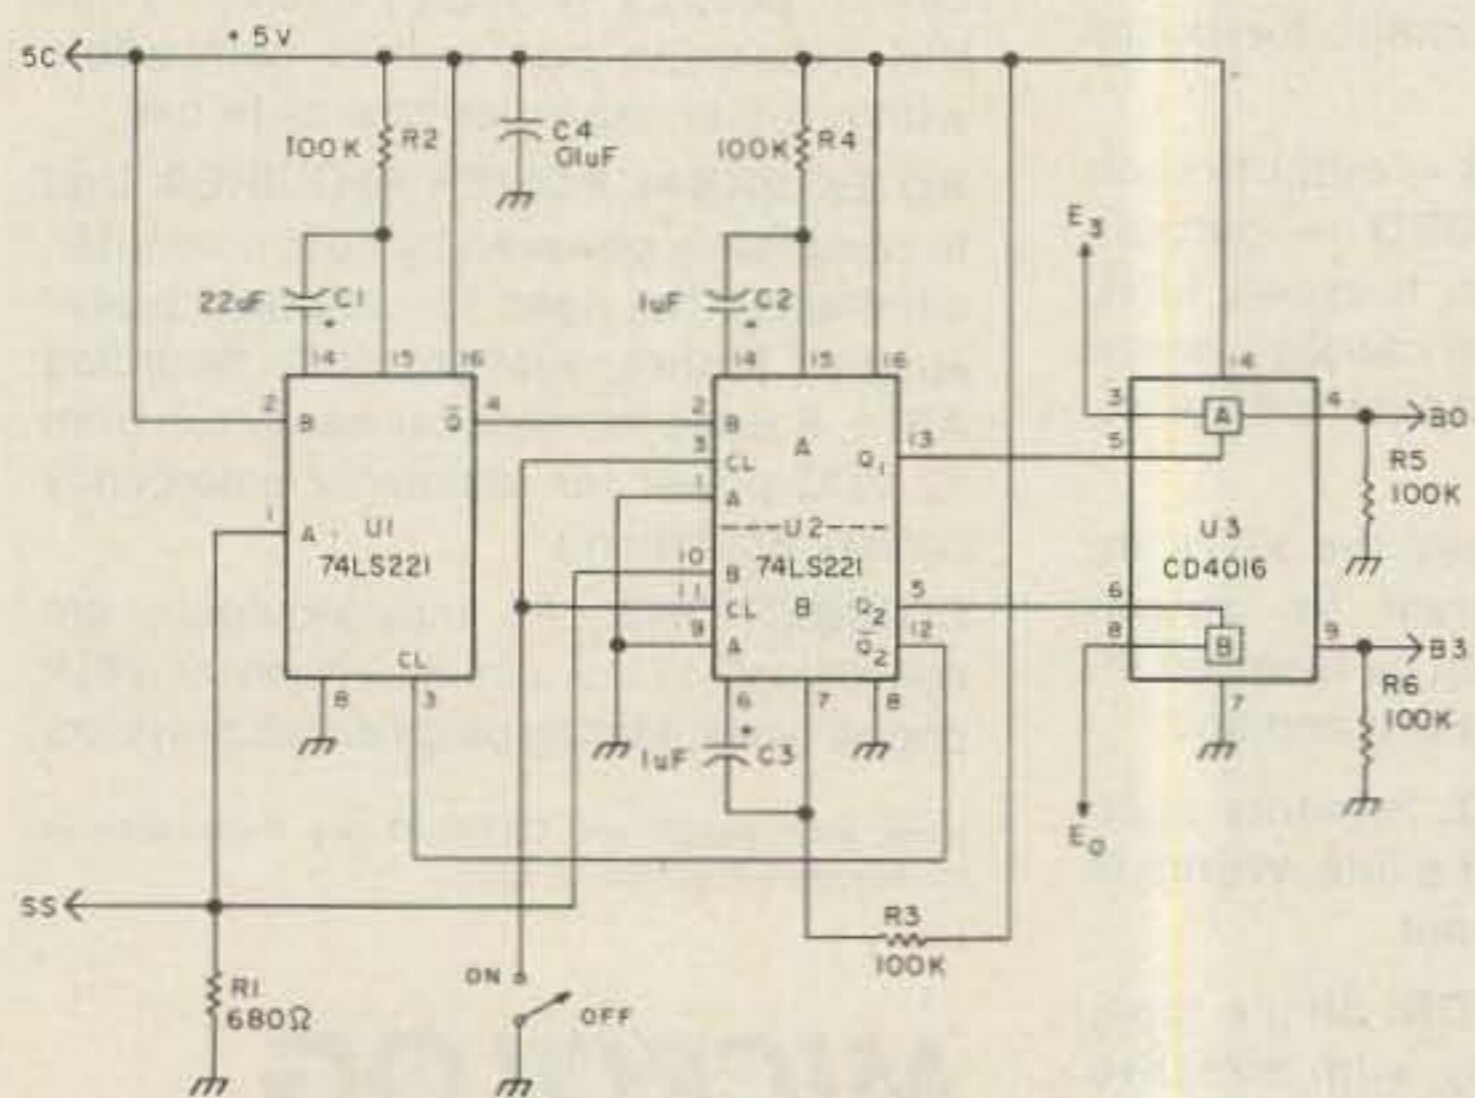 5C + 5V
100K R2
C4
.01uF
100K R4
E3
22uF C1
+
1uF C2
+
14 15 16
14 15 16
14
2 B Q̅ 4
2 B A
3 CL
1 A
Q1 13
3 A 4 B0
5
R5
100K
1 A U1
74LS221
U2
74LS221
U3
CD4016
10 B
11 CL B Q2 5
9 A Q̅2 12
6
8 B 9 B3
R6
100K
CL
8 3
6 7 8
7
+
1uF C3
E0
SS
R3
100K
R1
680Ω
ON
OFF